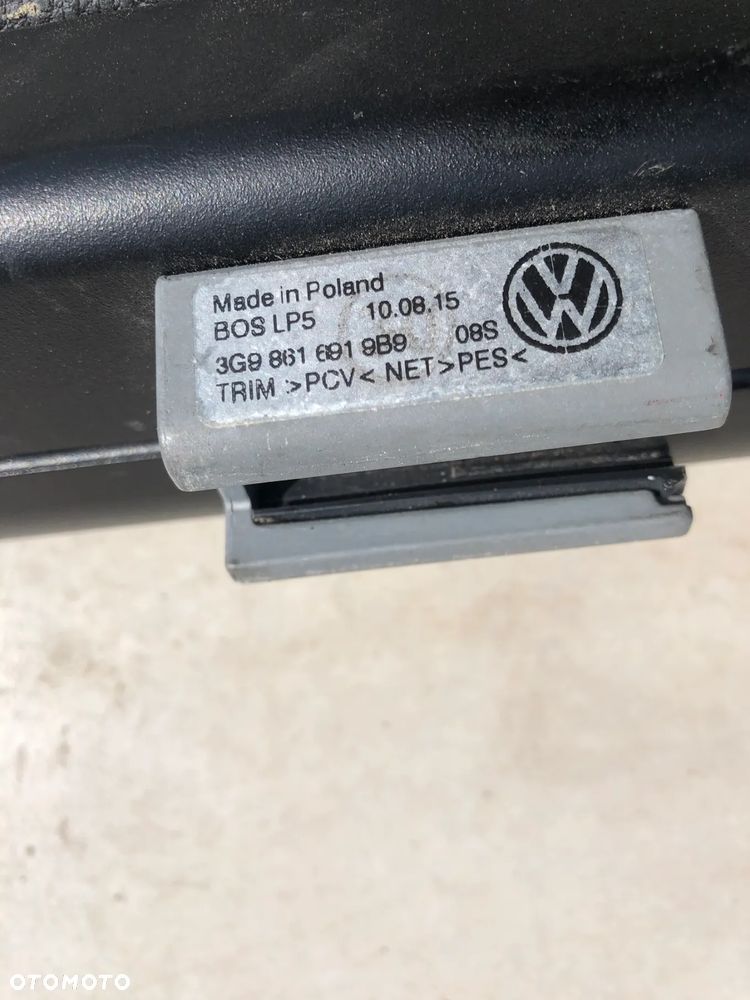 Made in Poland
BOS LP5 10.08.15
3G9 861 691 9B9 08S
TRIM >PCV< NET>PES<
OTOMOTO